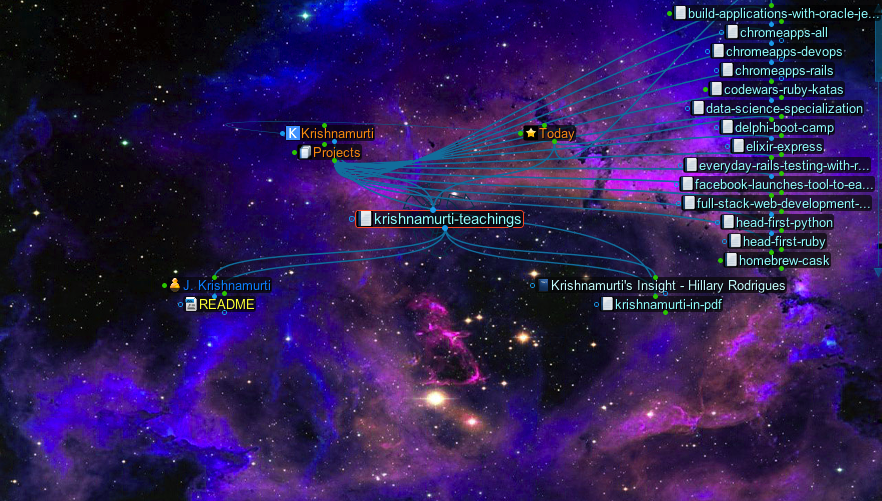 build-applications-with-oracle-je...
chromeapps-all
chromeapps-devops
chromeapps-rails
codewars-ruby-katas
data-science-specialization
delphi-boot-camp
elixir-express
everyday-rails-testing-with-r...
facebook-launches-tool-to-ea...
full-stack-web-development-...
head-first-python
head-first-ruby
homebrew-cask
K Krishnamurti
Projects
Today
krishnamurti-teachings
J. Krishnamurti
README
Krishnamurti's Insight - Hillary Rodrigues
krishnamurti-in-pdf